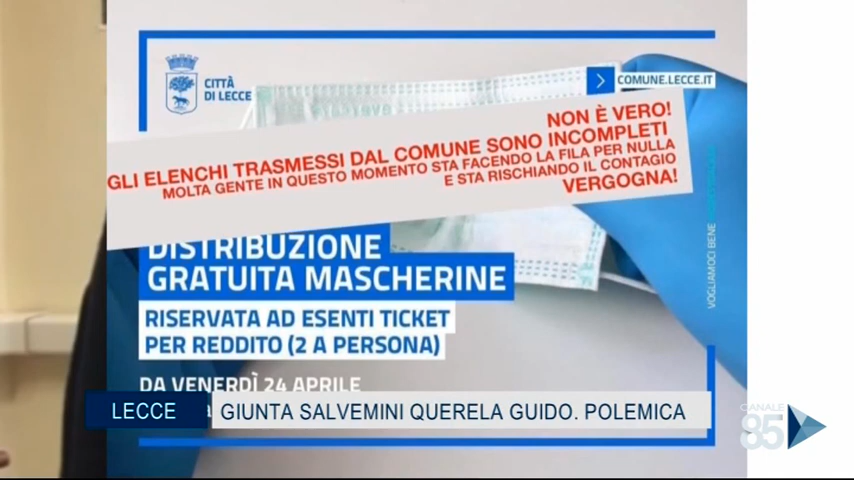 CITTÀ
DI LECCE
COMUNE.LECCE.IT
NON È VERO!
GLI ELENCHI TRASMESSI DAL COMUNE SONO INCOMPLETI
MOLTA GENTE IN QUESTO MOMENTO STA FACENDO LA FILA PER NULLA
E STA RISCHIANDO IL CONTAGIO
VERGOGNA!
VOGLIAMOCI BENE
DISTRIBUZIONE
GRATUITA MASCHERINE
RISERVATA AD ESENTI TICKET
PER REDDITO (2 A PERSONA)
DA VENERDÌ 24 APRILE
LECCE GIUNTA SALVEMINI QUERELA GUIDO. POLEMICA
CANALE
85